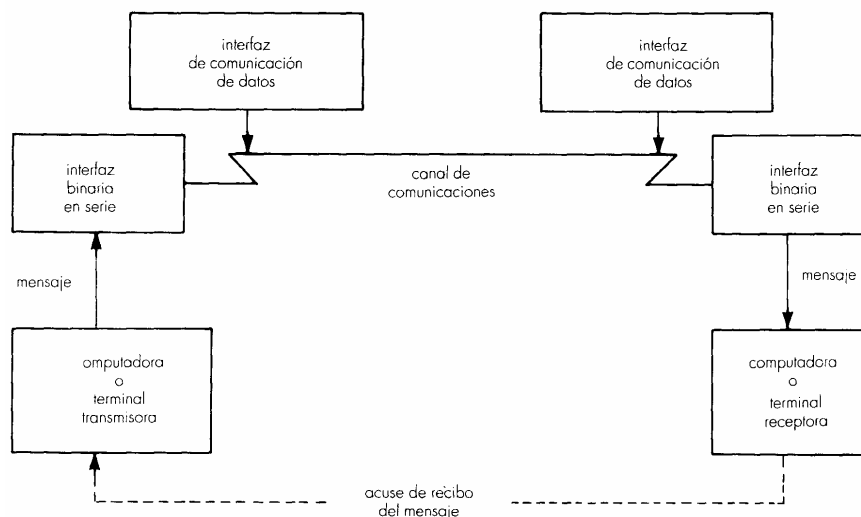 interfaz
de comunicación
de datos
interfaz
de comunicación
de datos
interfaz
binaria
en serie
canal de
comunicaciones
interfaz
binaria
en serie
mensaje
mensaje
omputadora
o
terminal
transmisora
computadora
o
terminal
receptora
acuse de recibo
del mensaje